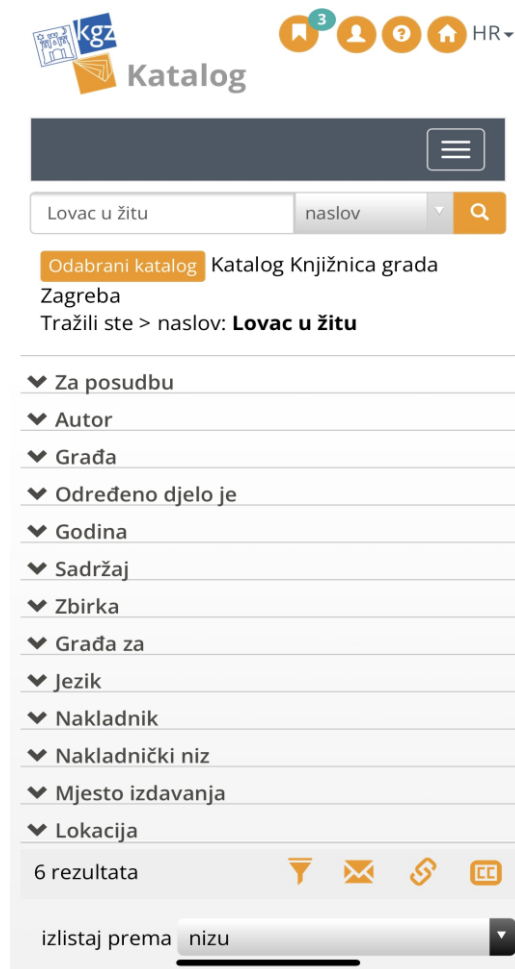 kgz
3
HR
Katalog
Lovac u žitu
naslov
Odabrani katalog Katalog Knjižnica grada
Zagreba
Tražili ste > naslov: Lovac u žitu
Za posudbu
Autor
Građa
Određeno djelo je
Godina
Sadržaj
Zbirka
Građa za
Jezik
Nakladnik
Nakladnički niz
Mjesto izdavanja
Lokacija
6 rezultata
CC
izlistaj prema nizu